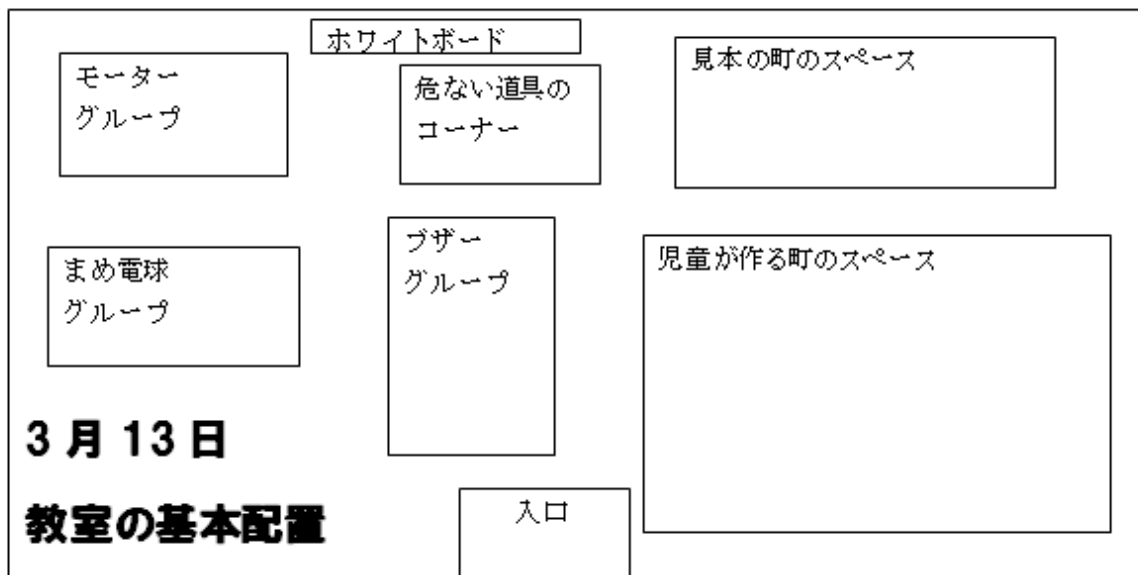 ホワイトボード
モーター
グループ
危ない道具の
コーナー
見本の町のスペース
まめ電球
グループ
ブザー
グループ
児童が作る町のスペース
3月13日
教室の基本配置
入口